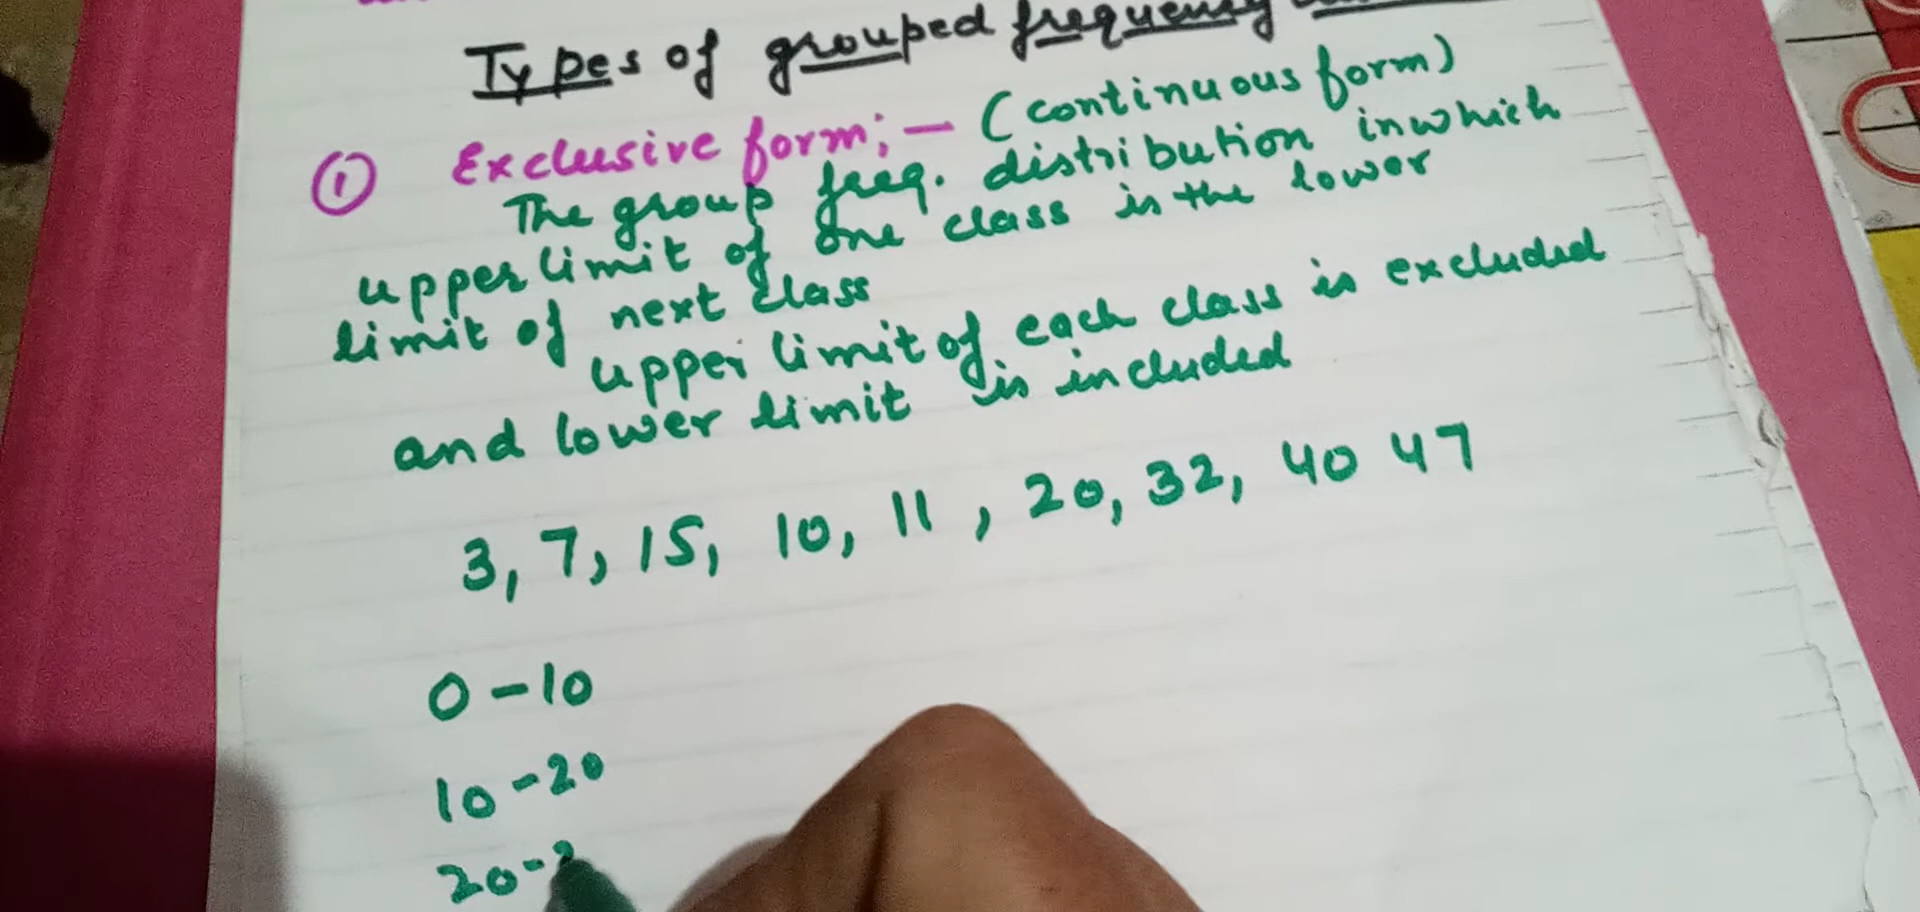 Types of grouped frequency
① Exclusive form; – (continuous form)
The group freq. distribution in which
upper limit of one class is the lower
limit of next class
upper limit of each class is excluded
and lower limit is included
3, 7, 15, 10, 11, 20, 32, 40 47
0 - 10
10 - 20
20 -